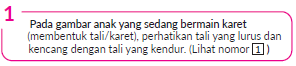 1
Pada gambar anak yang sedang bermain karet
(membentuk tali/karet), perhatikan tali yang lurus dan
kencang dengan tali yang kendur. (Lihat nomor 1 )